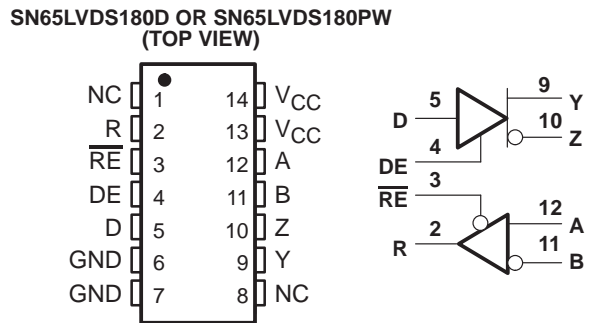 SN65LVDS180D OR SN65LVDS180PW
(TOP VIEW)
NC 1 14 VCC
R 2 13 VCC
RE 3 12 A
DE 4 11 B
D 5 10 Z
GND 6 9 Y
GND 7 8 NC
9
5 Y
D 10
4 Z
DE
3
RE
12
2 A
R 11
B